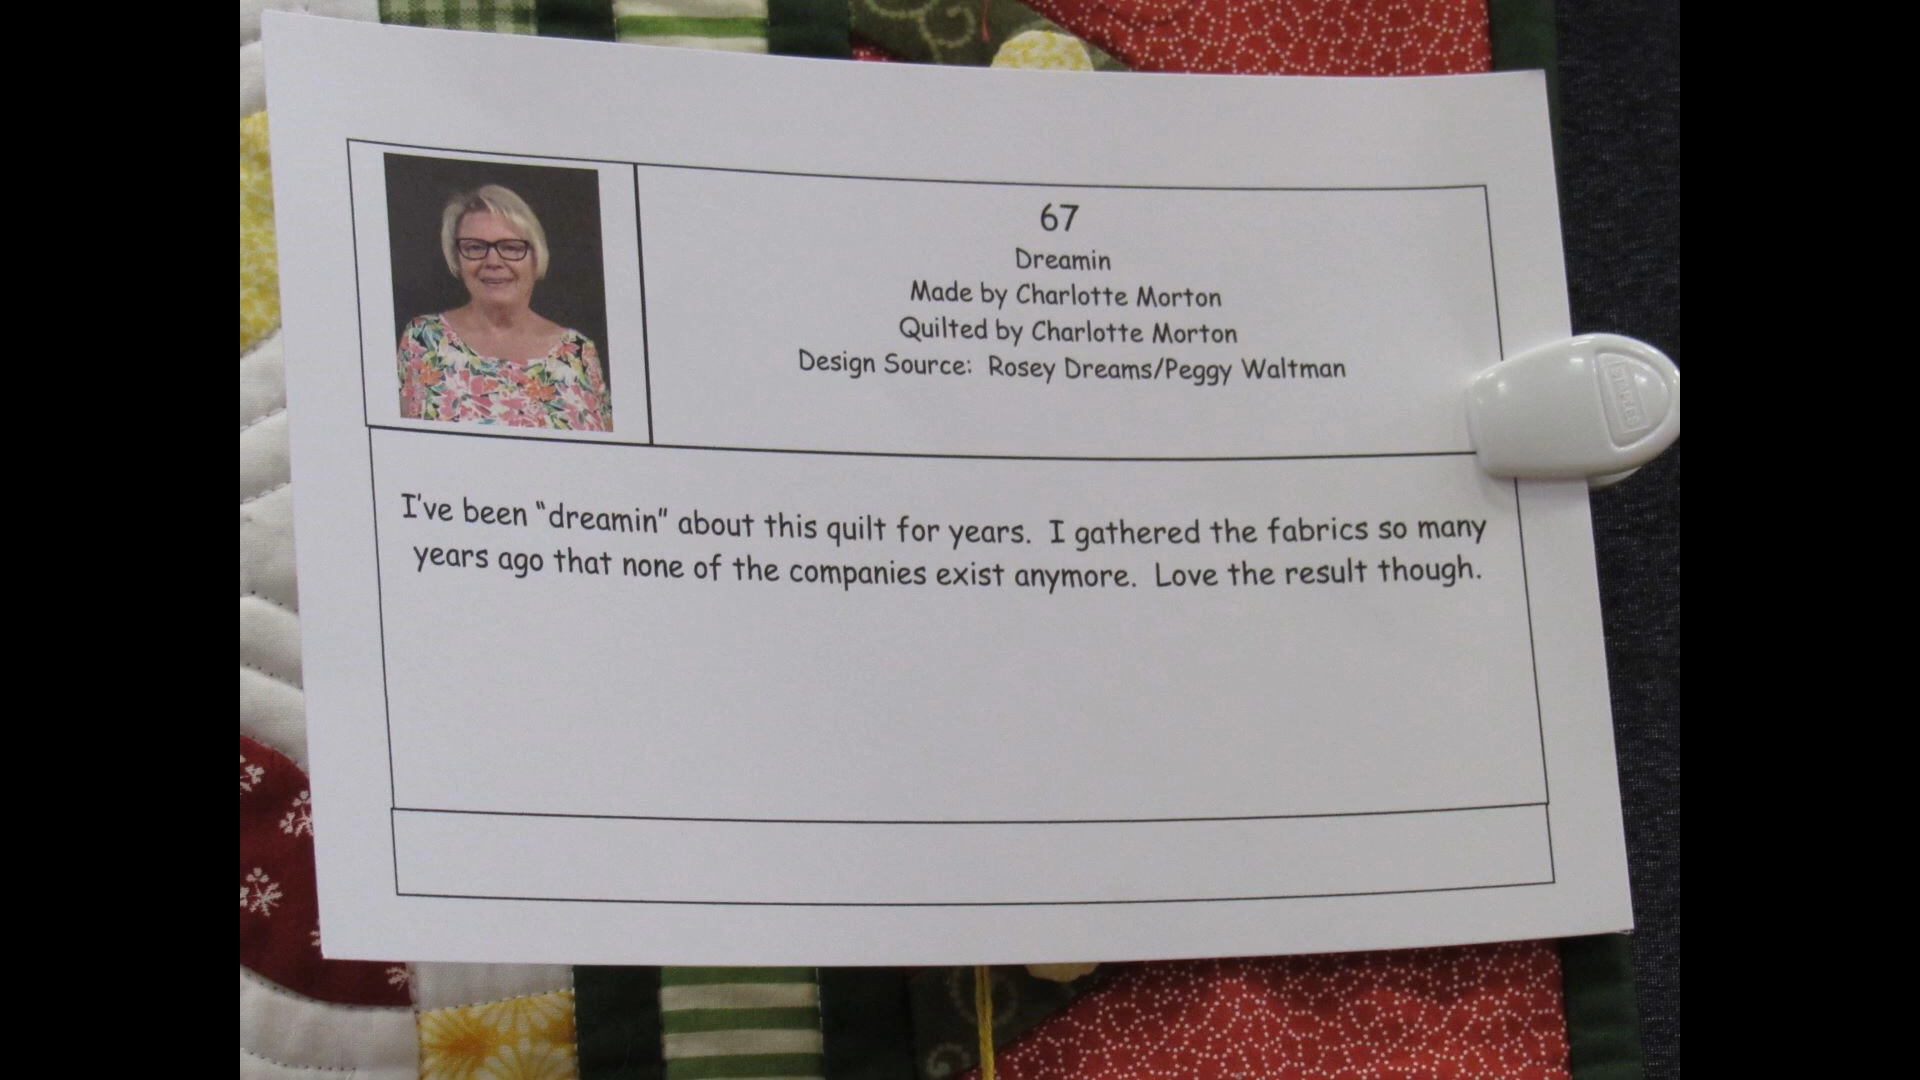 67
Dreamin
Made by Charlotte Morton
Quilted by Charlotte Morton
Design Source: Rosey Dreams/Peggy Waltman
I've been "dreamin" about this quilt for years. I gathered the fabrics so many
years ago that none of the companies exist anymore. Love the result though.